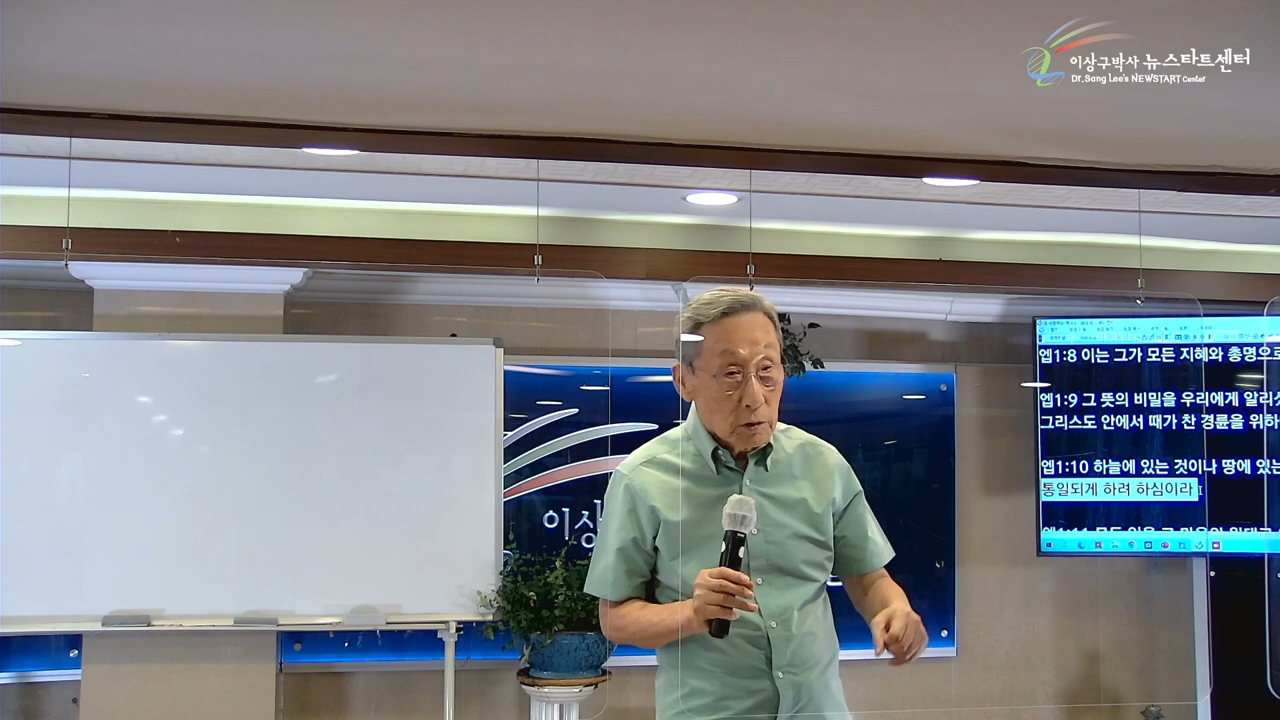 이상구박사 뉴스타트센터
Dr. Sang Lee's NEWSTART Center
이상
엡1:8 이는 그가 모든 지혜와 총명으로
엡1:9 그 뜻의 비밀을 우리에게 알리
그리스도 안에서 때가 찬 경륜을 위하
엡1:10 하늘에 있는 것이나 땅에 있는
통일되게 하려 하심이라